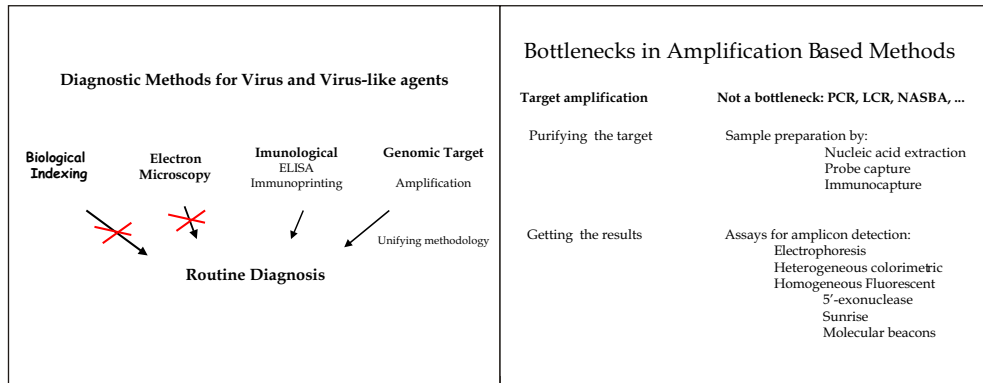 Diagnostic Methods for Virus and Virus-like agents
Biological
Indexing
Electron
Microscopy
Imunological
ELISA
Immunoprinting
Genomic Target
Amplification
Unifying methodology
Routine Diagnosis
Bottlenecks in Amplification Based Methods
Target amplification
Not a bottleneck: PCR, LCR, NASBA, ...
Purifying the target
Sample preparation by:
Nucleic acid extraction
Probe capture
Immunocapture
Getting the results
Assays for amplicon detection:
Electrophoresis
Heterogeneous colorimetric
Homogeneous Fluorescent
5’-exonuclease
Sunrise
Molecular beacons